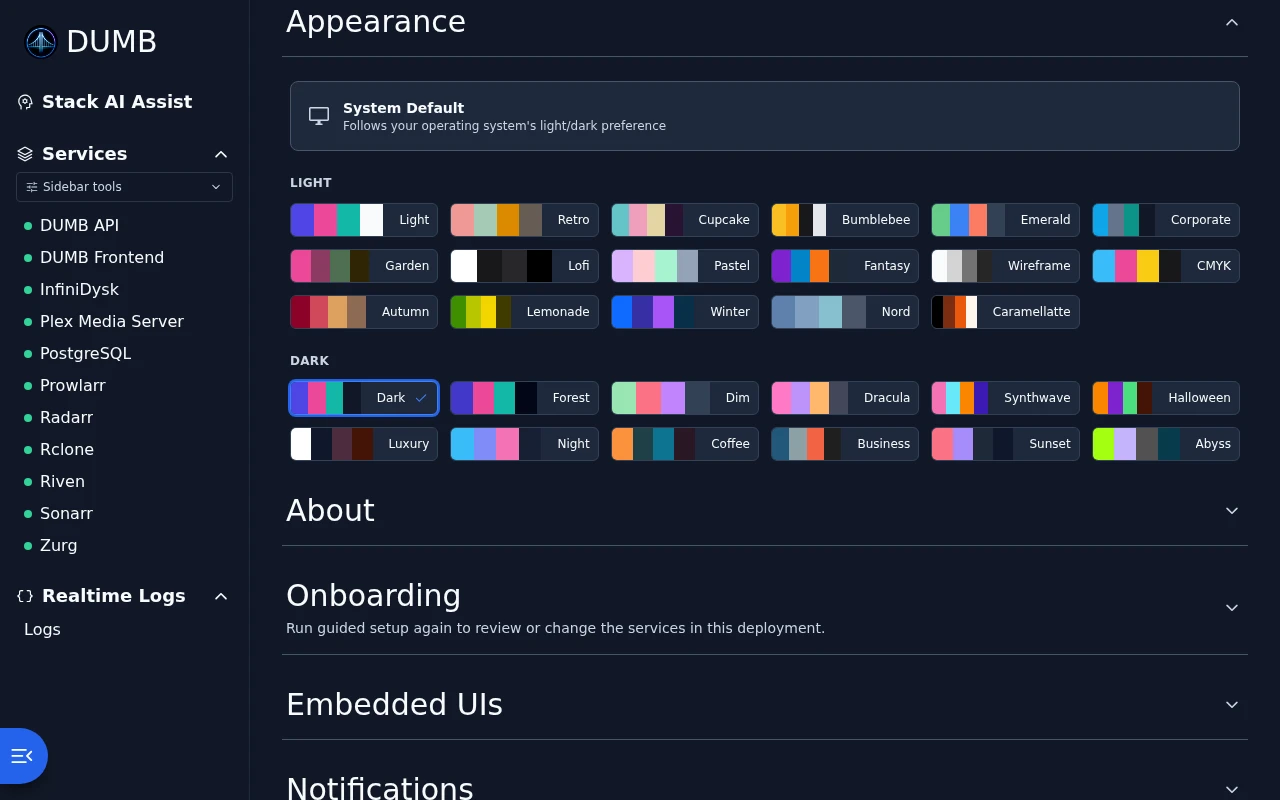 DUMB
Stack AI Assist
Services
Sidebar tools
DUMB API
DUMB Frontend
InfiniDysk
Plex Media Server
PostgreSQL
Prowlarr
Radarr
Rclone
Riven
Sonarr
Zurg
Realtime Logs
Logs
Appearance
System Default
Follows your operating system's light/dark preference
LIGHT
Light
Retro
Cupcake
Bumblebee
Emerald
Corporate
Garden
Lofi
Pastel
Fantasy
Wireframe
CMYK
Autumn
Lemonade
Winter
Nord
Caramellatte
DARK
Dark
Forest
Dim
Dracula
Synthwave
Halloween
Luxury
Night
Coffee
Business
Sunset
Abyss
About
Onboarding
Run guided setup again to review or change the services in this deployment.
Embedded UIs
Notifications